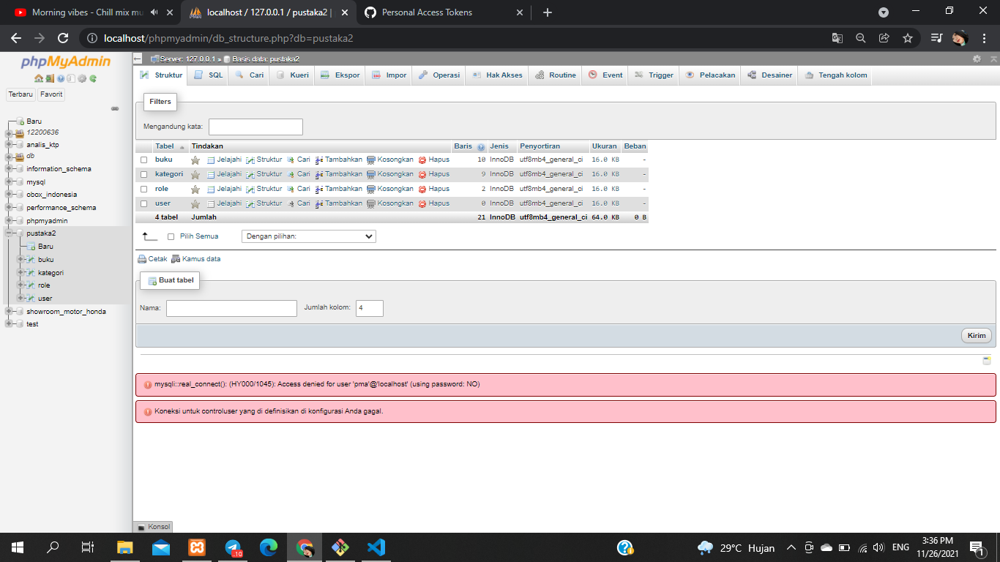 Morning vibes - Chill mix mu
localhost / 127.0.0.1 / pustaka2 |
Personal Access Tokens
localhost/phpmyadmin/db_structure.php?db=pustaka2
phpMyAdmin
Terbaru Favorit
Baru
12200636
analis_ktp
db
information_schema
mysql
obox_indonesia
performance_schema
phpmyadmin
pustaka2
Baru
buku
kategori
role
user
showroom_motor_honda
test
Server: 127.0.0.1 » Basis data: pustaka2
Struktur SQL Cari Kueri Ekspor Impor Operasi Hak Akses Routine Event Trigger Pelacakan Desainer Tengah kolom
Filters
Mengandung kata:
Tabel Tindakan Baris Jenis Penyortiran Ukuran Beban
buku Jelajahi Struktur Cari Tambahkan Kosongkan Hapus 10 InnoDB utf8mb4_general_ci 16.0 KB -
kategori Jelajahi Struktur Cari Tambahkan Kosongkan Hapus 9 InnoDB utf8mb4_general_ci 16.0 KB -
role Jelajahi Struktur Cari Tambahkan Kosongkan Hapus 2 InnoDB utf8mb4_general_ci 16.0 KB -
user Jelajahi Struktur Cari Tambahkan Kosongkan Hapus 0 InnoDB utf8mb4_general_ci 16.0 KB -
4 tabel Jumlah 21 InnoDB utf8mb4_general_ci 64.0 KB 0 B
Pilih Semua Dengan pilihan:
Cetak Kamus data
Buat tabel
Nama: Jumlah kolom: 4
Kirim
mysqli::real_connect(): (HY000/1045): Access denied for user 'pma'@'localhost' (using password: NO)
Koneksi untuk controluser yang di definisikan di konfigurasi Anda gagal.
Konsol
29°C Hujan
ENG
3:36 PM
11/26/2021